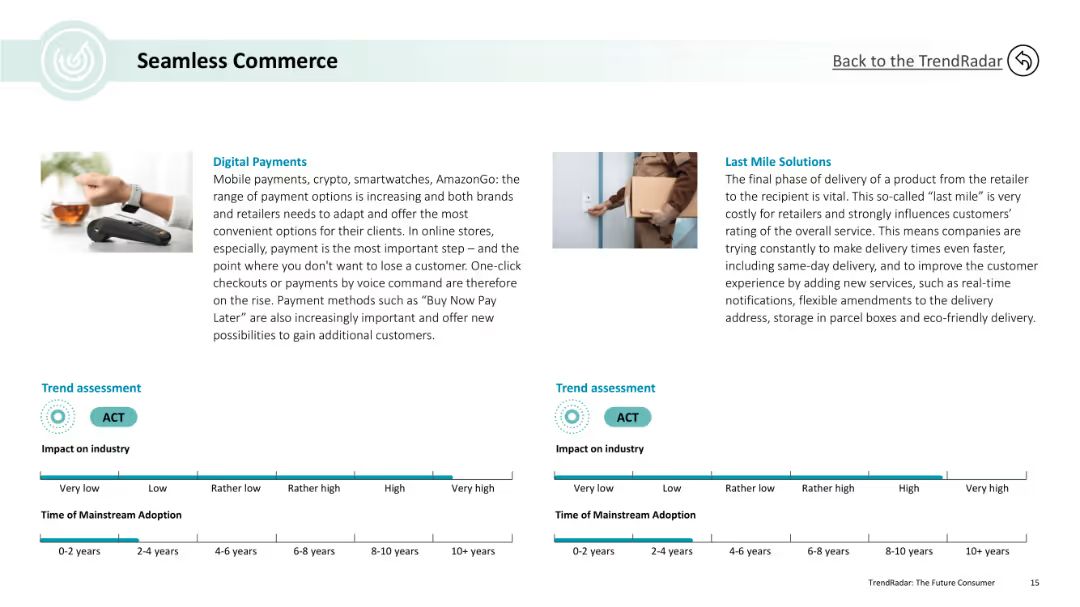 Seamless Commerce
Back to the TrendRadar
Digital Payments
Mobile payments, crypto, smartwatches, AmazonGo: the
range of payment options is increasing and both brands
and retailers needs to adapt and offer the most
convenient options for their clients. In online stores,
especially, payment is the most important step – and the
point where you don't want to lose a customer. One-click
checkouts or payments by voice command are therefore
on the rise. Payment methods such as “Buy Now Pay
Later” are also increasingly important and offer new
possibilities to gain additional customers.
Last Mile Solutions
The final phase of delivery of a product from the retailer
to the recipient is vital. This so-called “last mile” is very
costly for retailers and strongly influences customers’
rating of the overall service. This means companies are
trying constantly to make delivery times even faster,
including same-day delivery, and to improve the customer
experience by adding new services, such as real-time
notifications, flexible amendments to the delivery
address, storage in parcel boxes and eco-friendly delivery.
Trend assessment
ACT
Impact on industry
Very low Low Rather low Rather high High Very high
Time of Mainstream Adoption
0-2 years 2-4 years 4-6 years 6-8 years 8-10 years 10+ years
Trend assessment
ACT
Impact on industry
Very low Low Rather low Rather high High Very high
Time of Mainstream Adoption
0-2 years 2-4 years 4-6 years 6-8 years 8-10 years 10+ years
TrendRadar: The Future Consumer 15